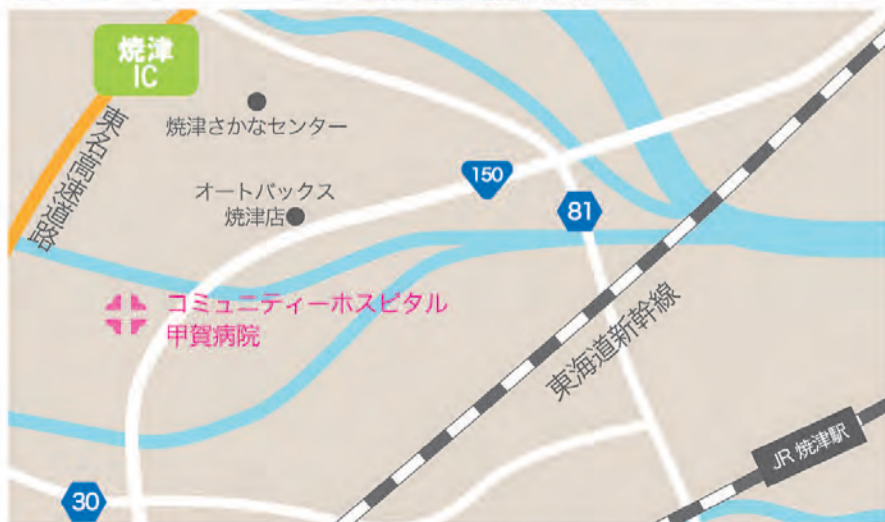 焼津
IC
焼津さかなセンター
東名高速道路
オートバックス
焼津店
150
81
コミュニティーホスピタル
甲賀病院
東海道新幹線
JR 焼津駅
30